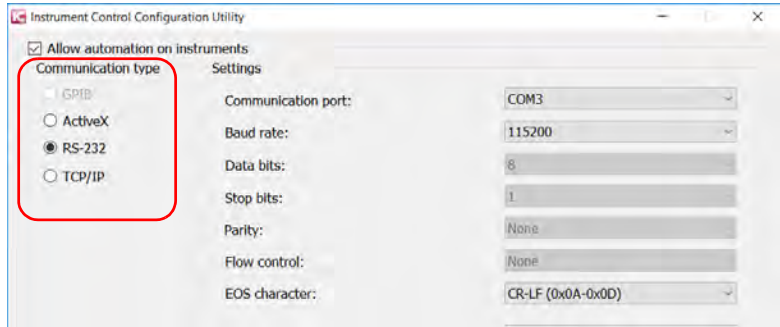 Instrument Control Configuration Utility
Allow automation on instruments
Communication type
GPIB
ActiveX
RS-232
TCP/IP
Settings
Communication port: COM3
Baud rate: 115200
Data bits: 8
Stop bits: 1
Parity: None
Flow control: None
EOS character: CR-LF (0x0A-0x0D)